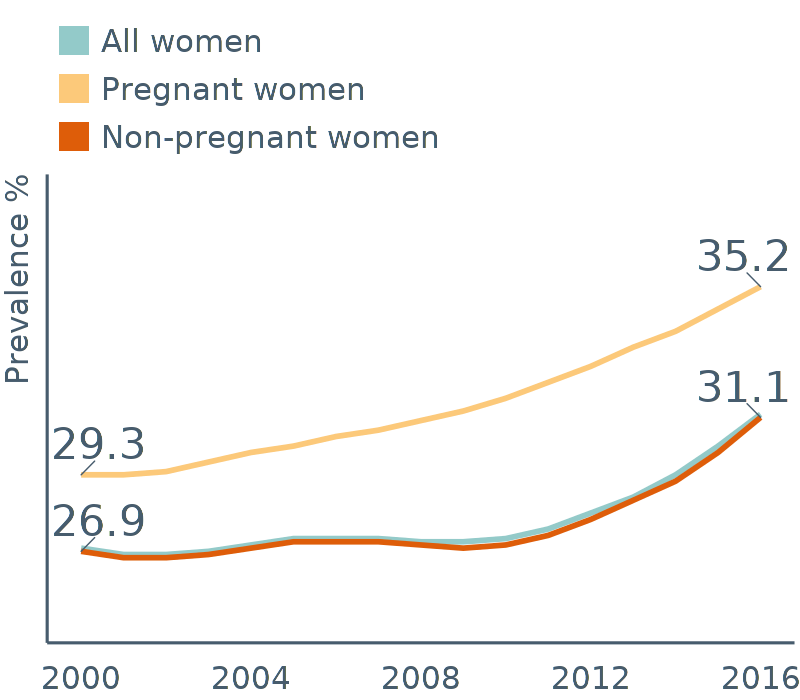 All women
Pregnant women
Non-pregnant women
Prevalence %
35.2
31.1
29.3
26.9
2000 2004 2008 2012 2016